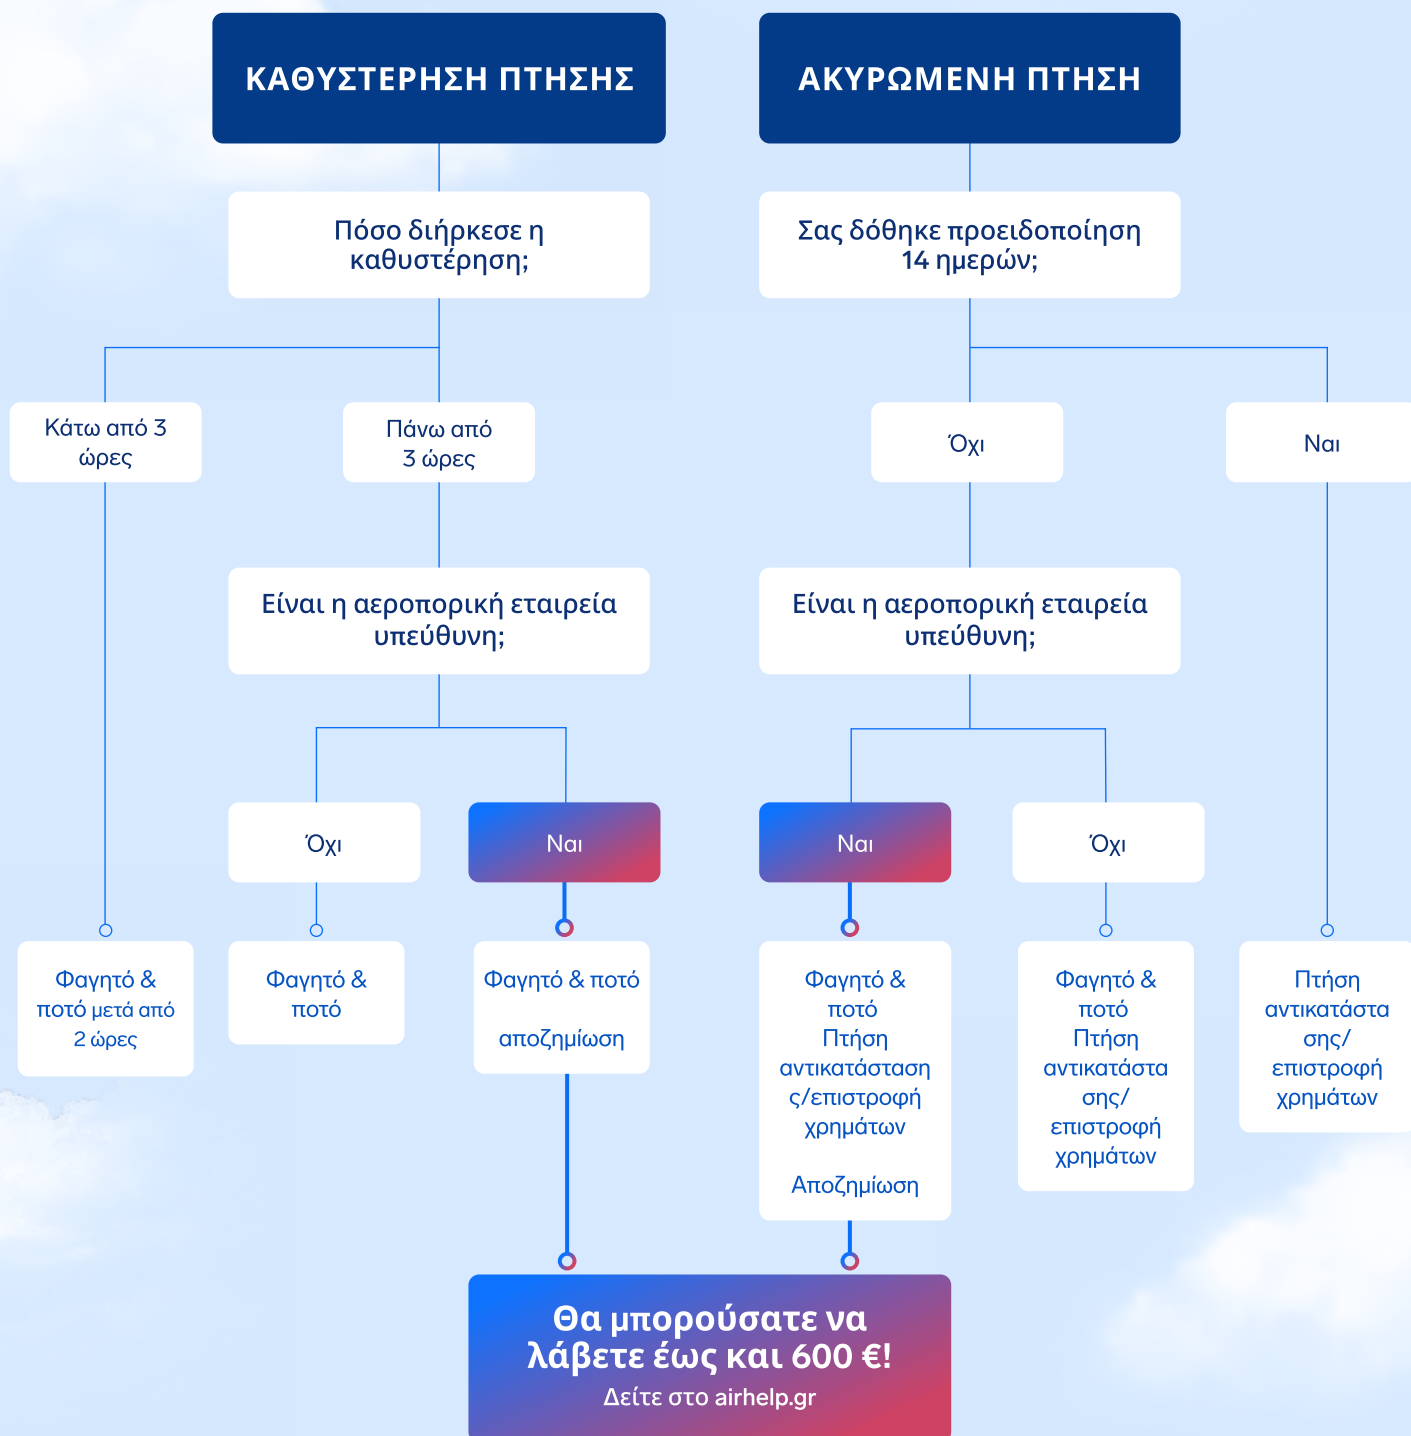 ΚΑΘΥΣΤΕΡΗΣΗ ΠΤΗΣΗΣ
ΑΚΥΡΩΜΕΝΗ ΠΤΗΣΗ
Πόσο διήρκεσε η
καθυστέρηση;
Σας δόθηκε προειδοποίηση
14 ημερών;
Κάτω από 3
ώρες
Πάνω από
3 ώρες
Όχι
Ναι
Είναι η αεροπορική εταιρεία
υπεύθυνη;
Είναι η αεροπορική εταιρεία
υπεύθυνη;
Όχι
Ναι
Ναι
Όχι
Φαγητό &
ποτό μετά από
2 ώρες
Φαγητό &
ποτό
Φαγητό & ποτό
αποζημίωση
Φαγητό &
ποτό
Πτήση
αντικατάσταση
ς/επιστροφή
χρημάτων
Αποζημίωση
Φαγητό &
ποτό
Πτήση
αντικατάστα
σης/
επιστροφή
χρημάτων
Πτήση
αντικατάστα
σης/
επιστροφή
χρημάτων
Θα μπορούσατε να
λάβετε έως και 600 €!
Δείτε στο airhelp.gr